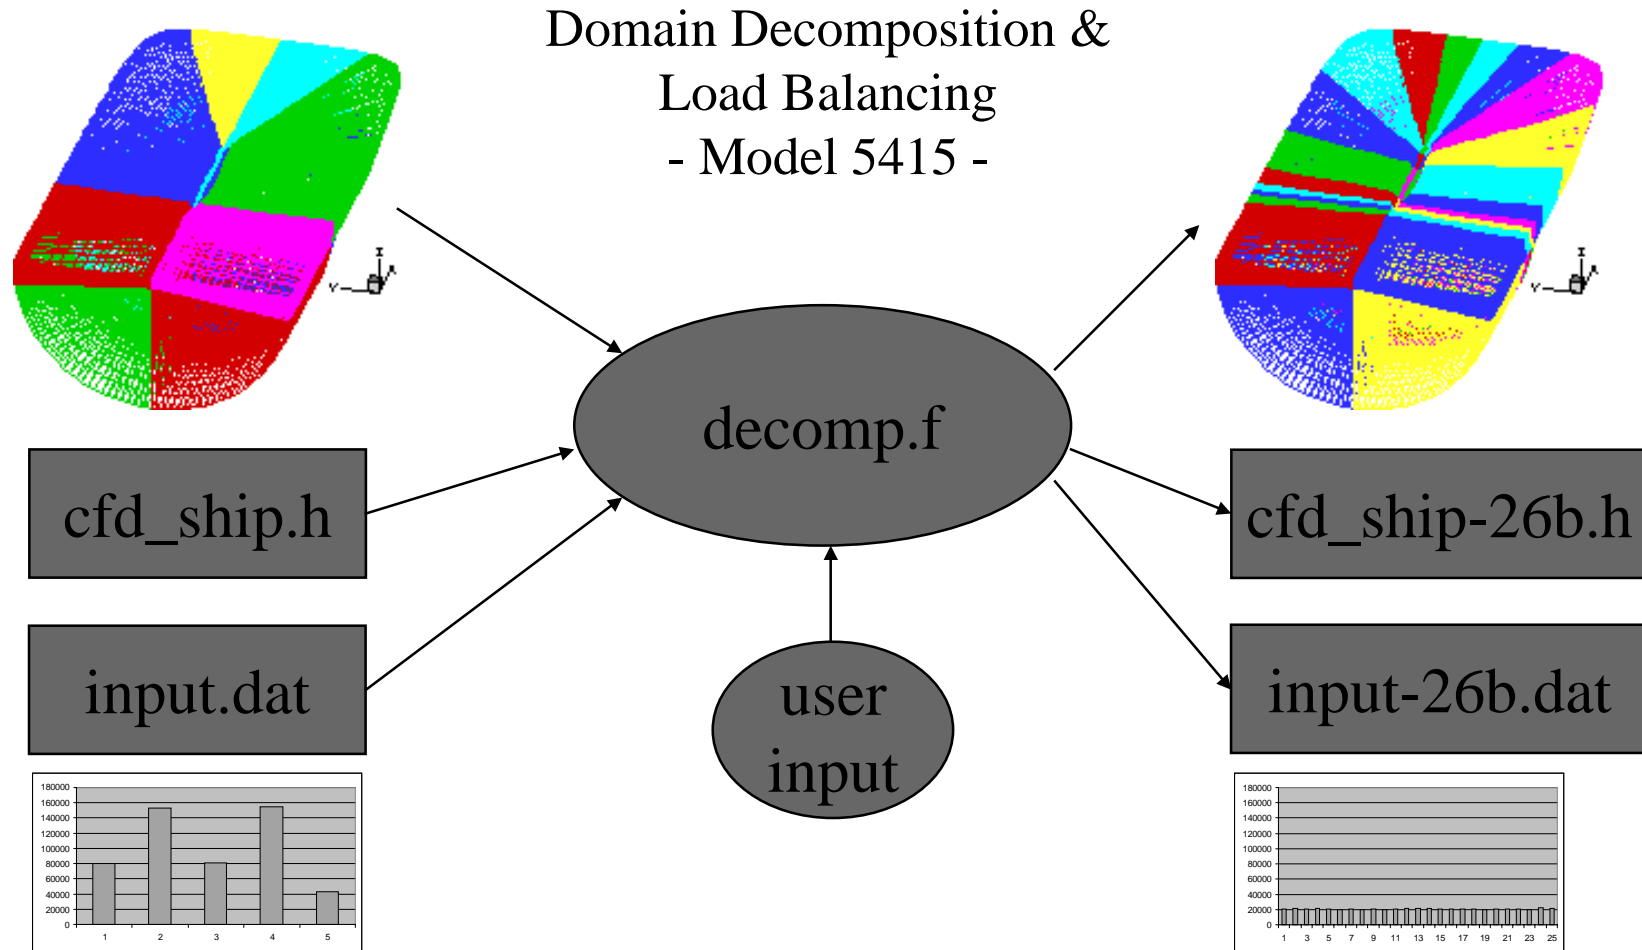 Domain Decomposition &
Load Balancing
- Model 5415 -
I
Y
I
Y
decomp.f
cfd_ship.h
cfd_ship-26b.h
input.dat
user
input
input-26b.dat
180000
160000
140000
120000
100000
80000
60000
40000
20000
0
1 2 3 4 5
180000
160000
140000
120000
100000
80000
60000
40000
20000
0
1 3 5 7 9 11 13 15 17 19 21 23 25